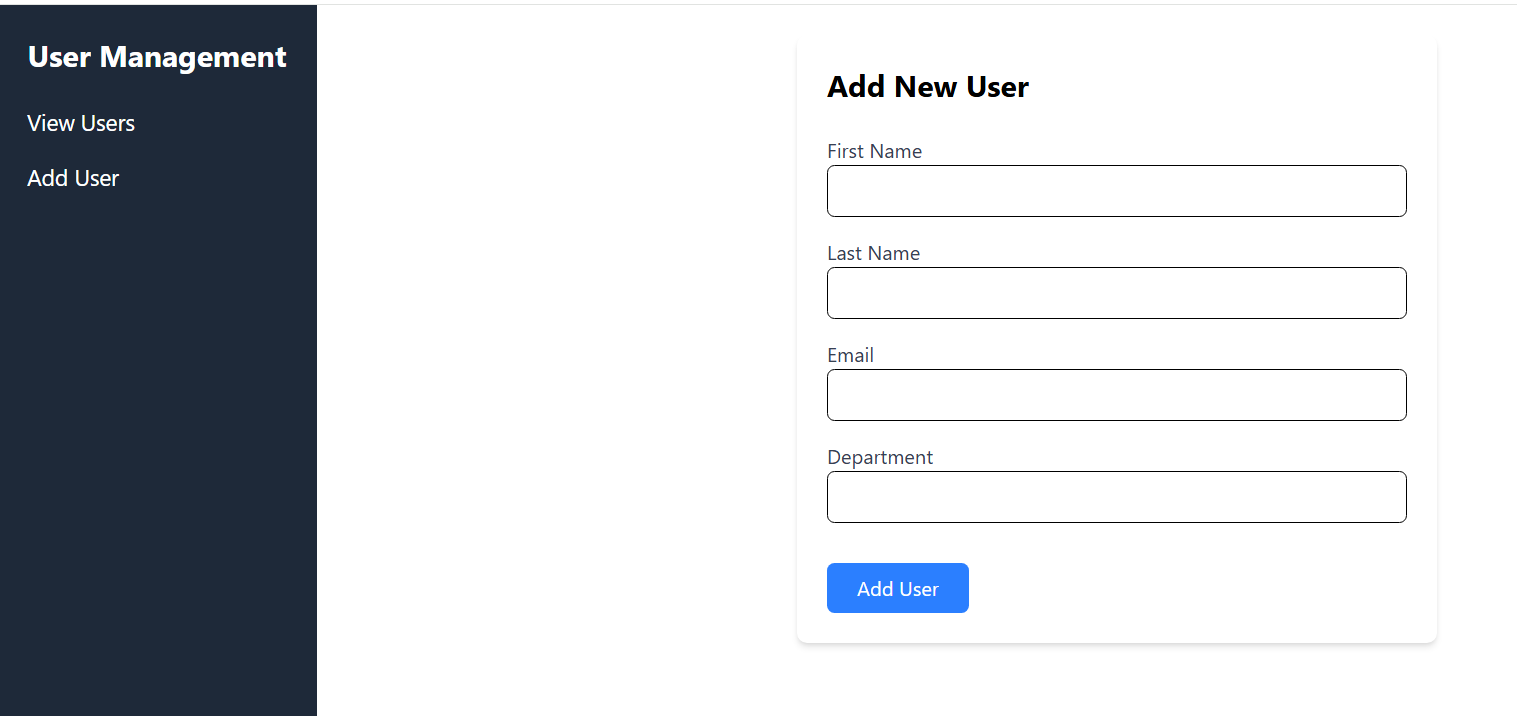 User Management
View Users
Add User
Add New User
First Name
Last Name
Email
Department
Add User